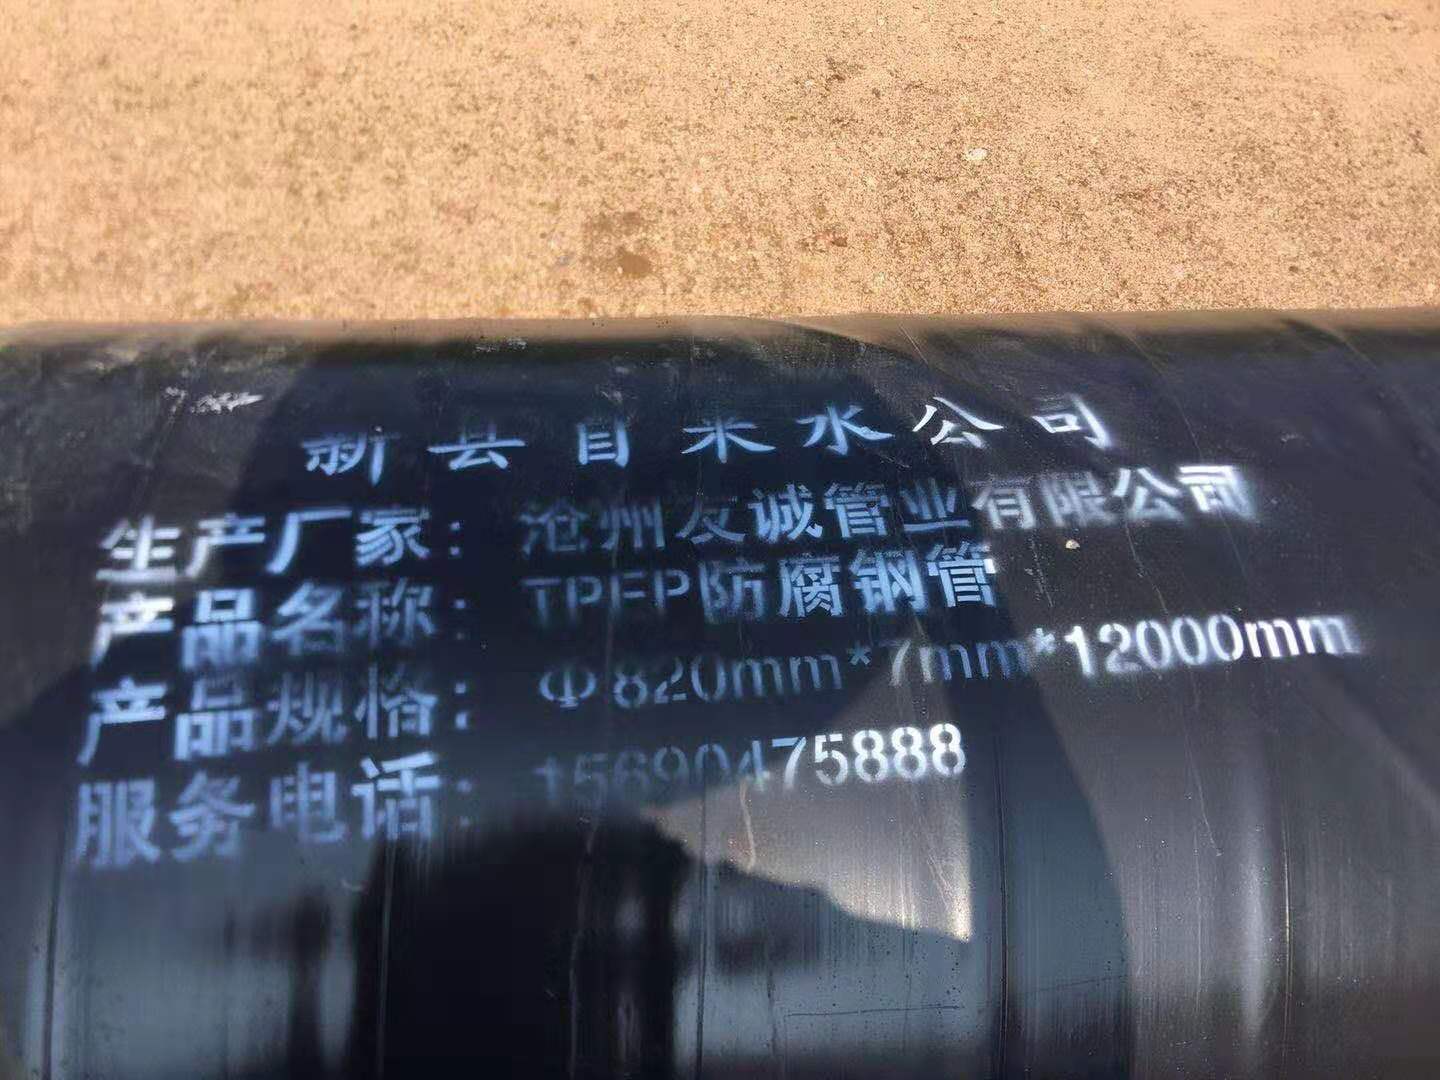 新县自来水公司
生产厂家：沧州友诚管业有限公司
产品名称：TPEP防腐钢管
产品规格：Φ820mm*7mm*12000mm
服务电话：15690475888